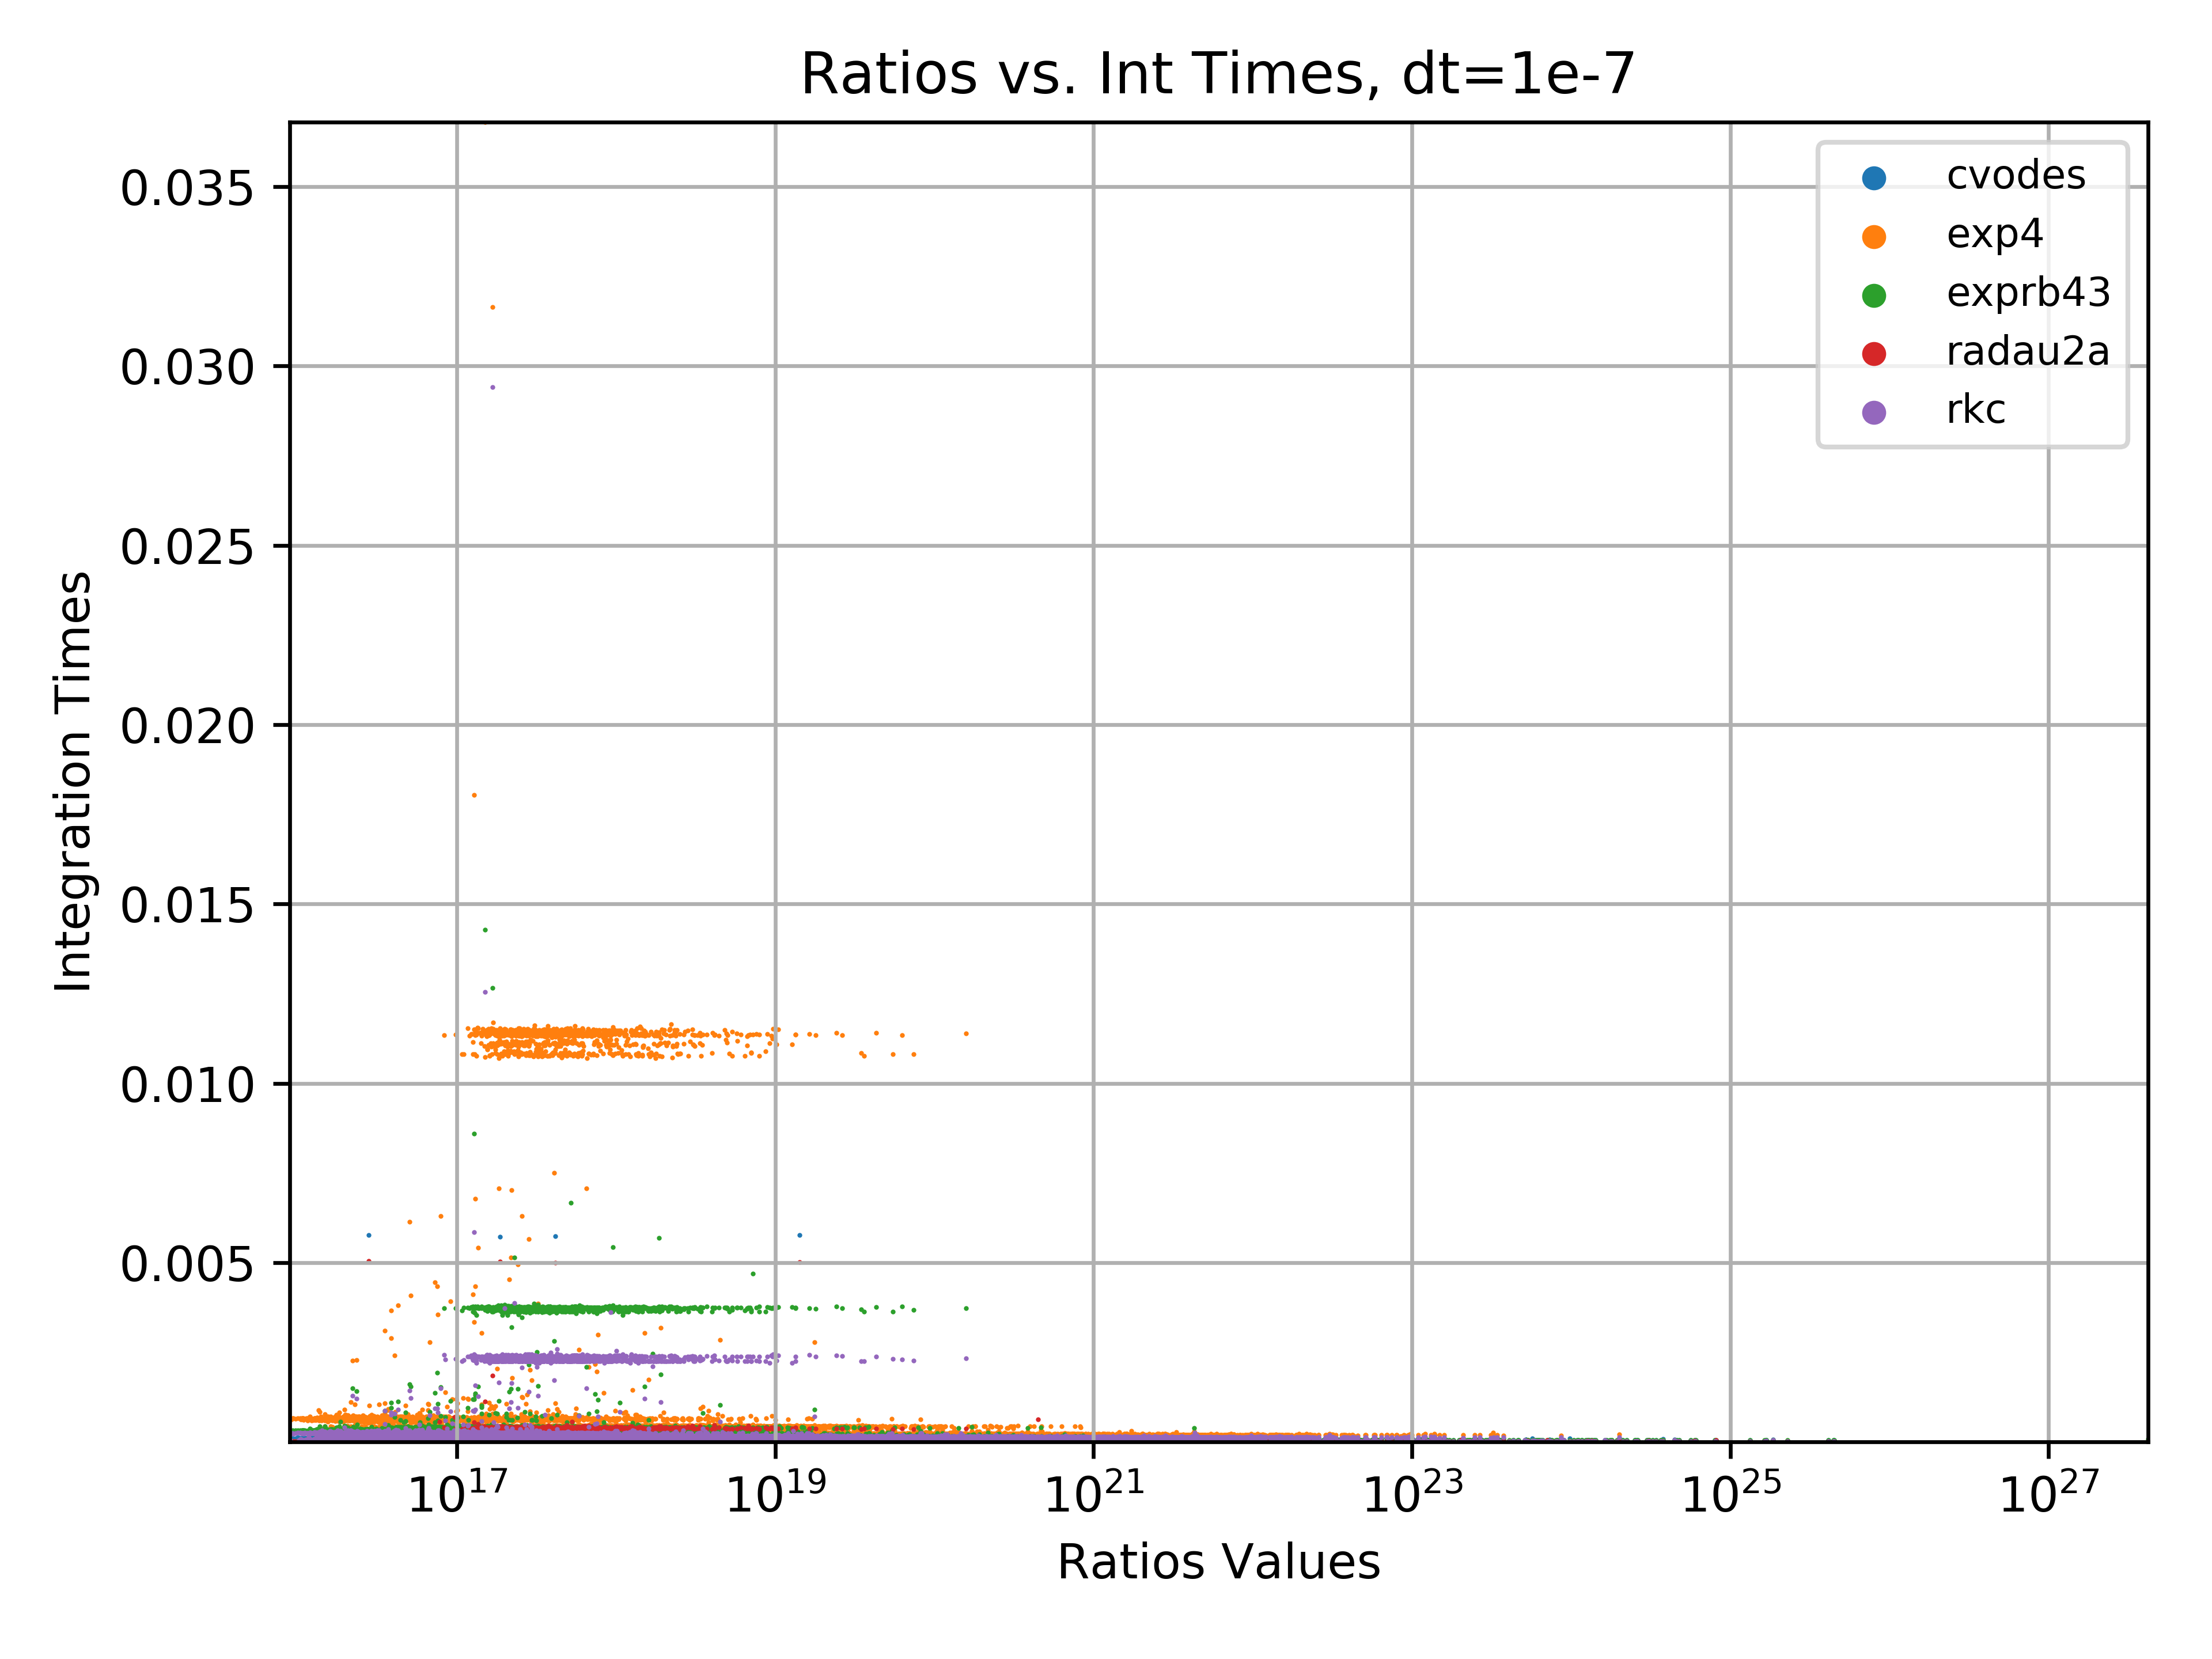 Ratios vs. Int Times, dt=1e-7
cvodes
exp4
exprb43
radau2a
rkc
Integration Times
0.035
0.030
0.025
0.020
0.015
0.010
0.005
10^17 10^19 10^21 10^23 10^25 10^27
Ratios Values